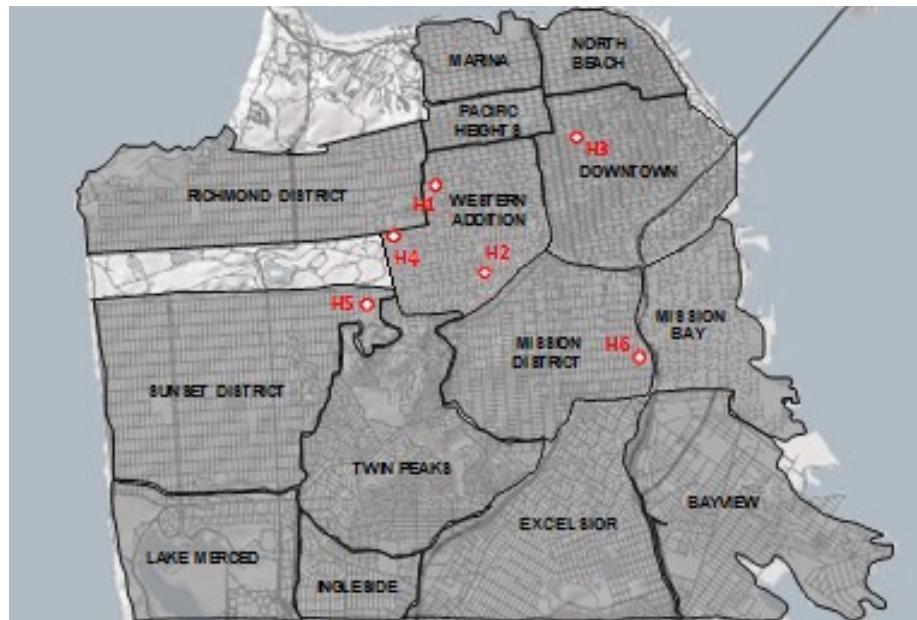 NORTH
BEACH
MARINA
PACIFIC
HEIGHTS
H3
DOWNTOWN
RICHMOND DISTRICT
H1
WESTERN
ADDITION
H4
H2
H5
MISSION
BAY
MISSION
DISTRICT
H6
SUNSET DISTRICT
TWIN PEAKS
BAYVIEW
EXCELSIOR
LAKE MERCED
INGLESIDE